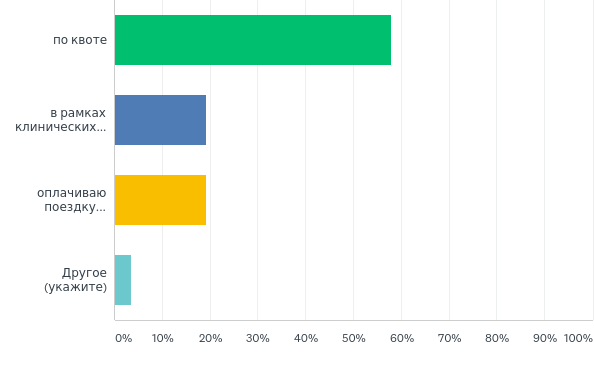 по квоте
в рамках
клинических...
оплачиваю
поездку...
Другое
(укажите)
0% 10% 20% 30% 40% 50% 60% 70% 80% 90% 100%